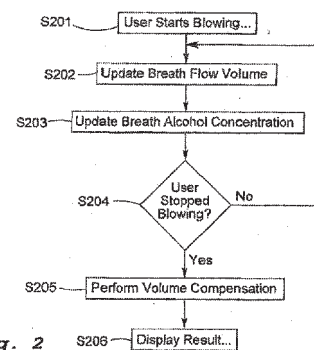 S201
User Starts Blowing...
S202
Update Breath Flow Volume
S203
Update Breath Alcohol Concentration
S204
User
Stopped
Blowing?
No
Yes
S205
Perform Volume Compensation
S206
Display Result...
g. 2